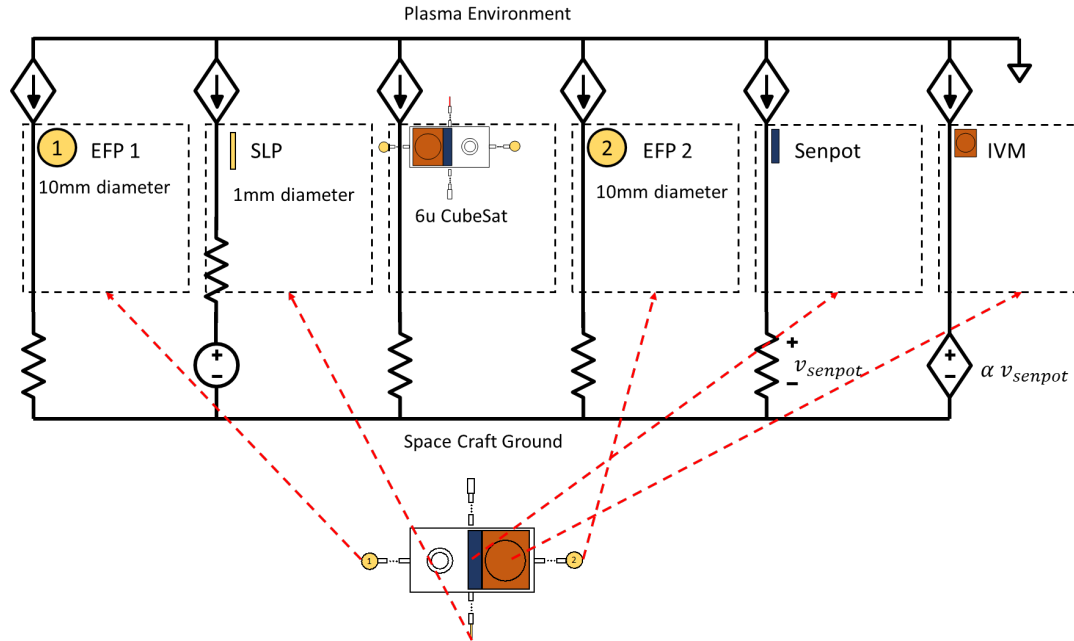 Plasma Environment
1 EFP 1
10mm diameter
SLP
1mm diameter
6u CubeSat
2 EFP 2
10mm diameter
Senpot
IVM
+
-
+
v_senpot
-
+
-
α v_senpot
Space Craft Ground
1
2